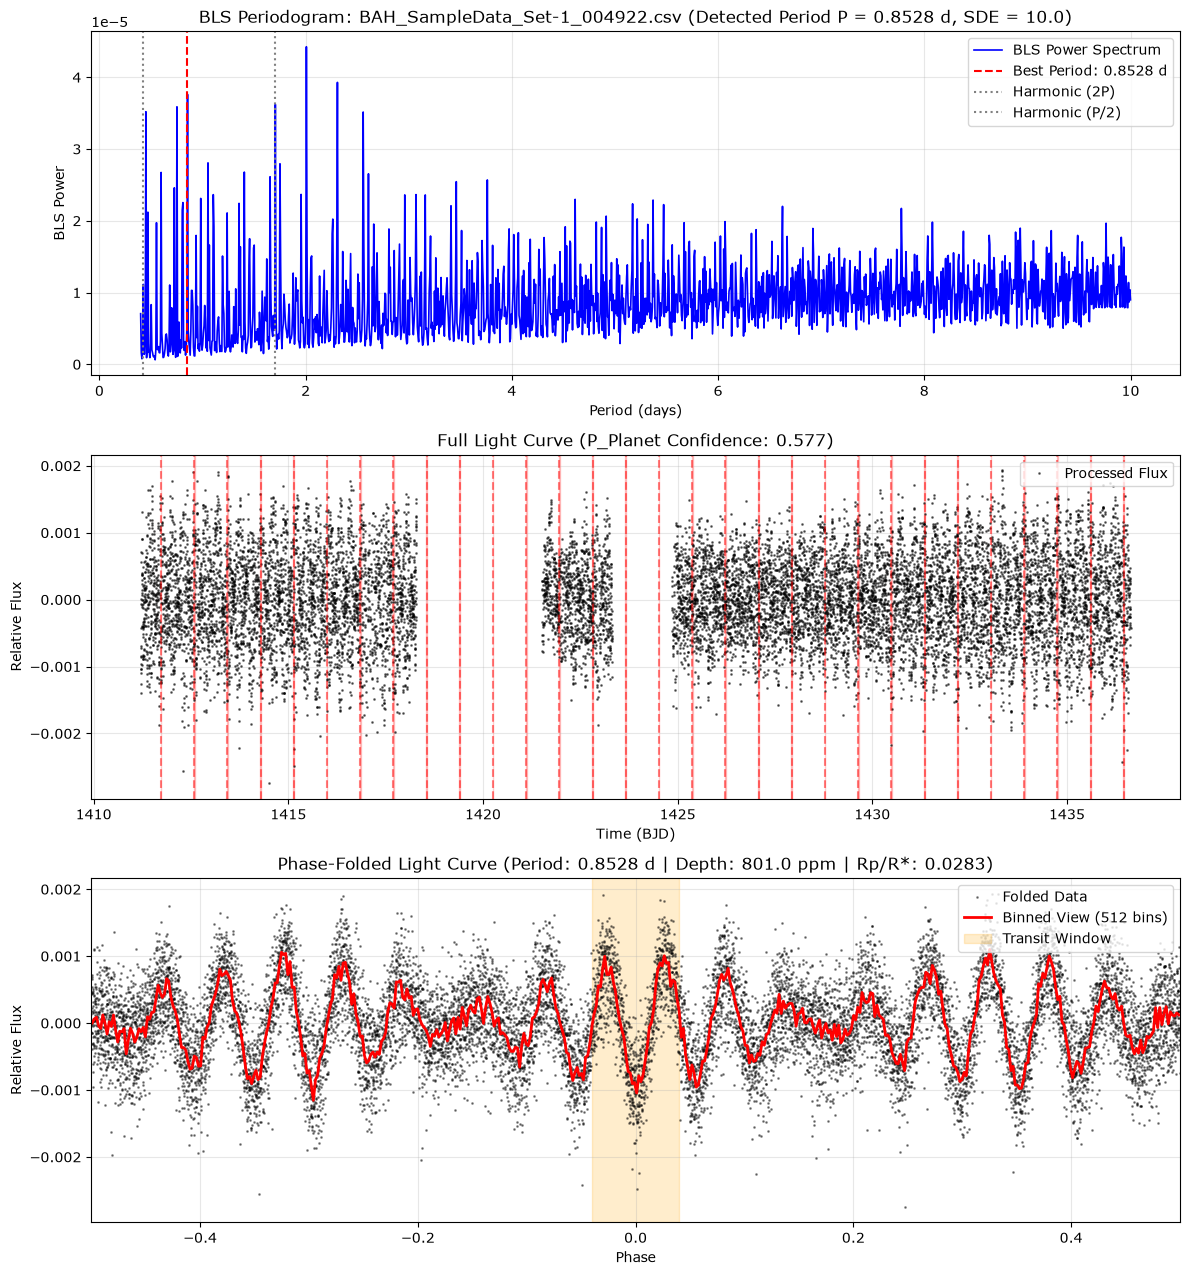 BLS Periodogram: BAH_SampleData_Set-1_004922.csv (Detected Period P = 0.8528 d, SDE = 10.0)
1e−5
BLS Power Spectrum
Best Period: 0.8528 d
Harmonic (2P)
Harmonic (P/2)
BLS Power
4
3
2
1
0
0 2 4 6 8 10
Period (days)
Full Light Curve (P_Planet Confidence: 0.577)
Processed Flux
Relative Flux
0.002
0.001
0.000
−0.001
−0.002
1410 1415 1420 1425 1430 1435
Time (BJD)
Phase-Folded Light Curve (Period: 0.8528 d | Depth: 801.0 ppm | Rp/R*: 0.0283)
Folded Data
Binned View (512 bins)
Transit Window
Relative Flux
0.002
0.001
0.000
−0.001
−0.002
−0.4 −0.2 0.0 0.2 0.4
Phase